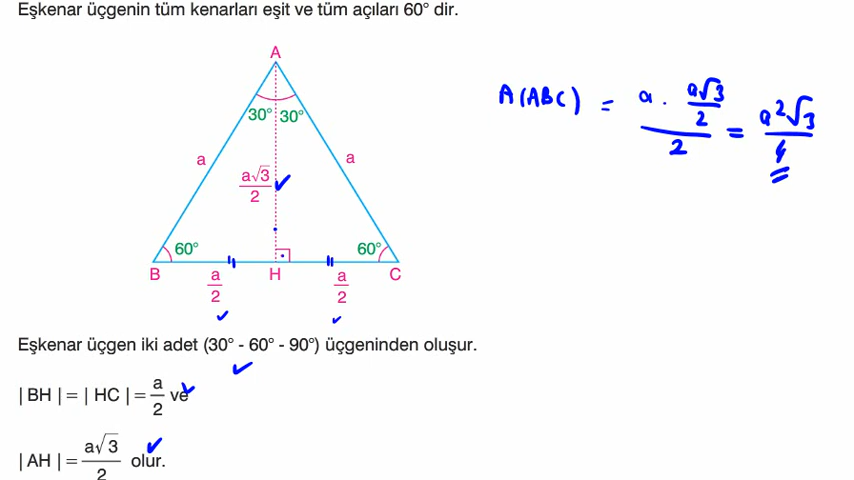 Eşkenar üçgenin tüm kenarları eşit ve tüm açıları 60° dir.
A
30° 30°
a
a
a√3/2
60°
60°
B
a/2
H
a/2
C
A(ABC) = (a · a√3/2)/2 = a²√3/4
Eşkenar üçgen iki adet (30° - 60° - 90°) üçgeninden oluşur.
| BH | = | HC | = a/2 ve
| AH | = a√3/2 olur.